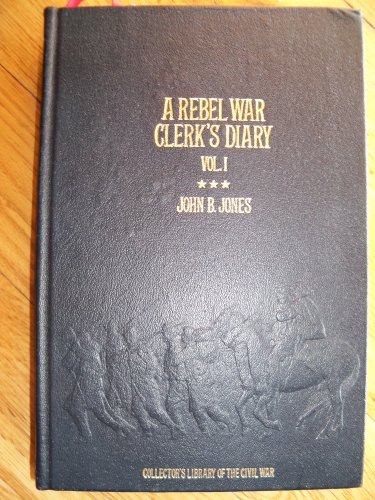 A REBEL WAR
CLERK'S DIARY
VOL. I
★★★
JOHN B. JONES
COLLECTOR'S LIBRARY OF THE CIVIL WAR